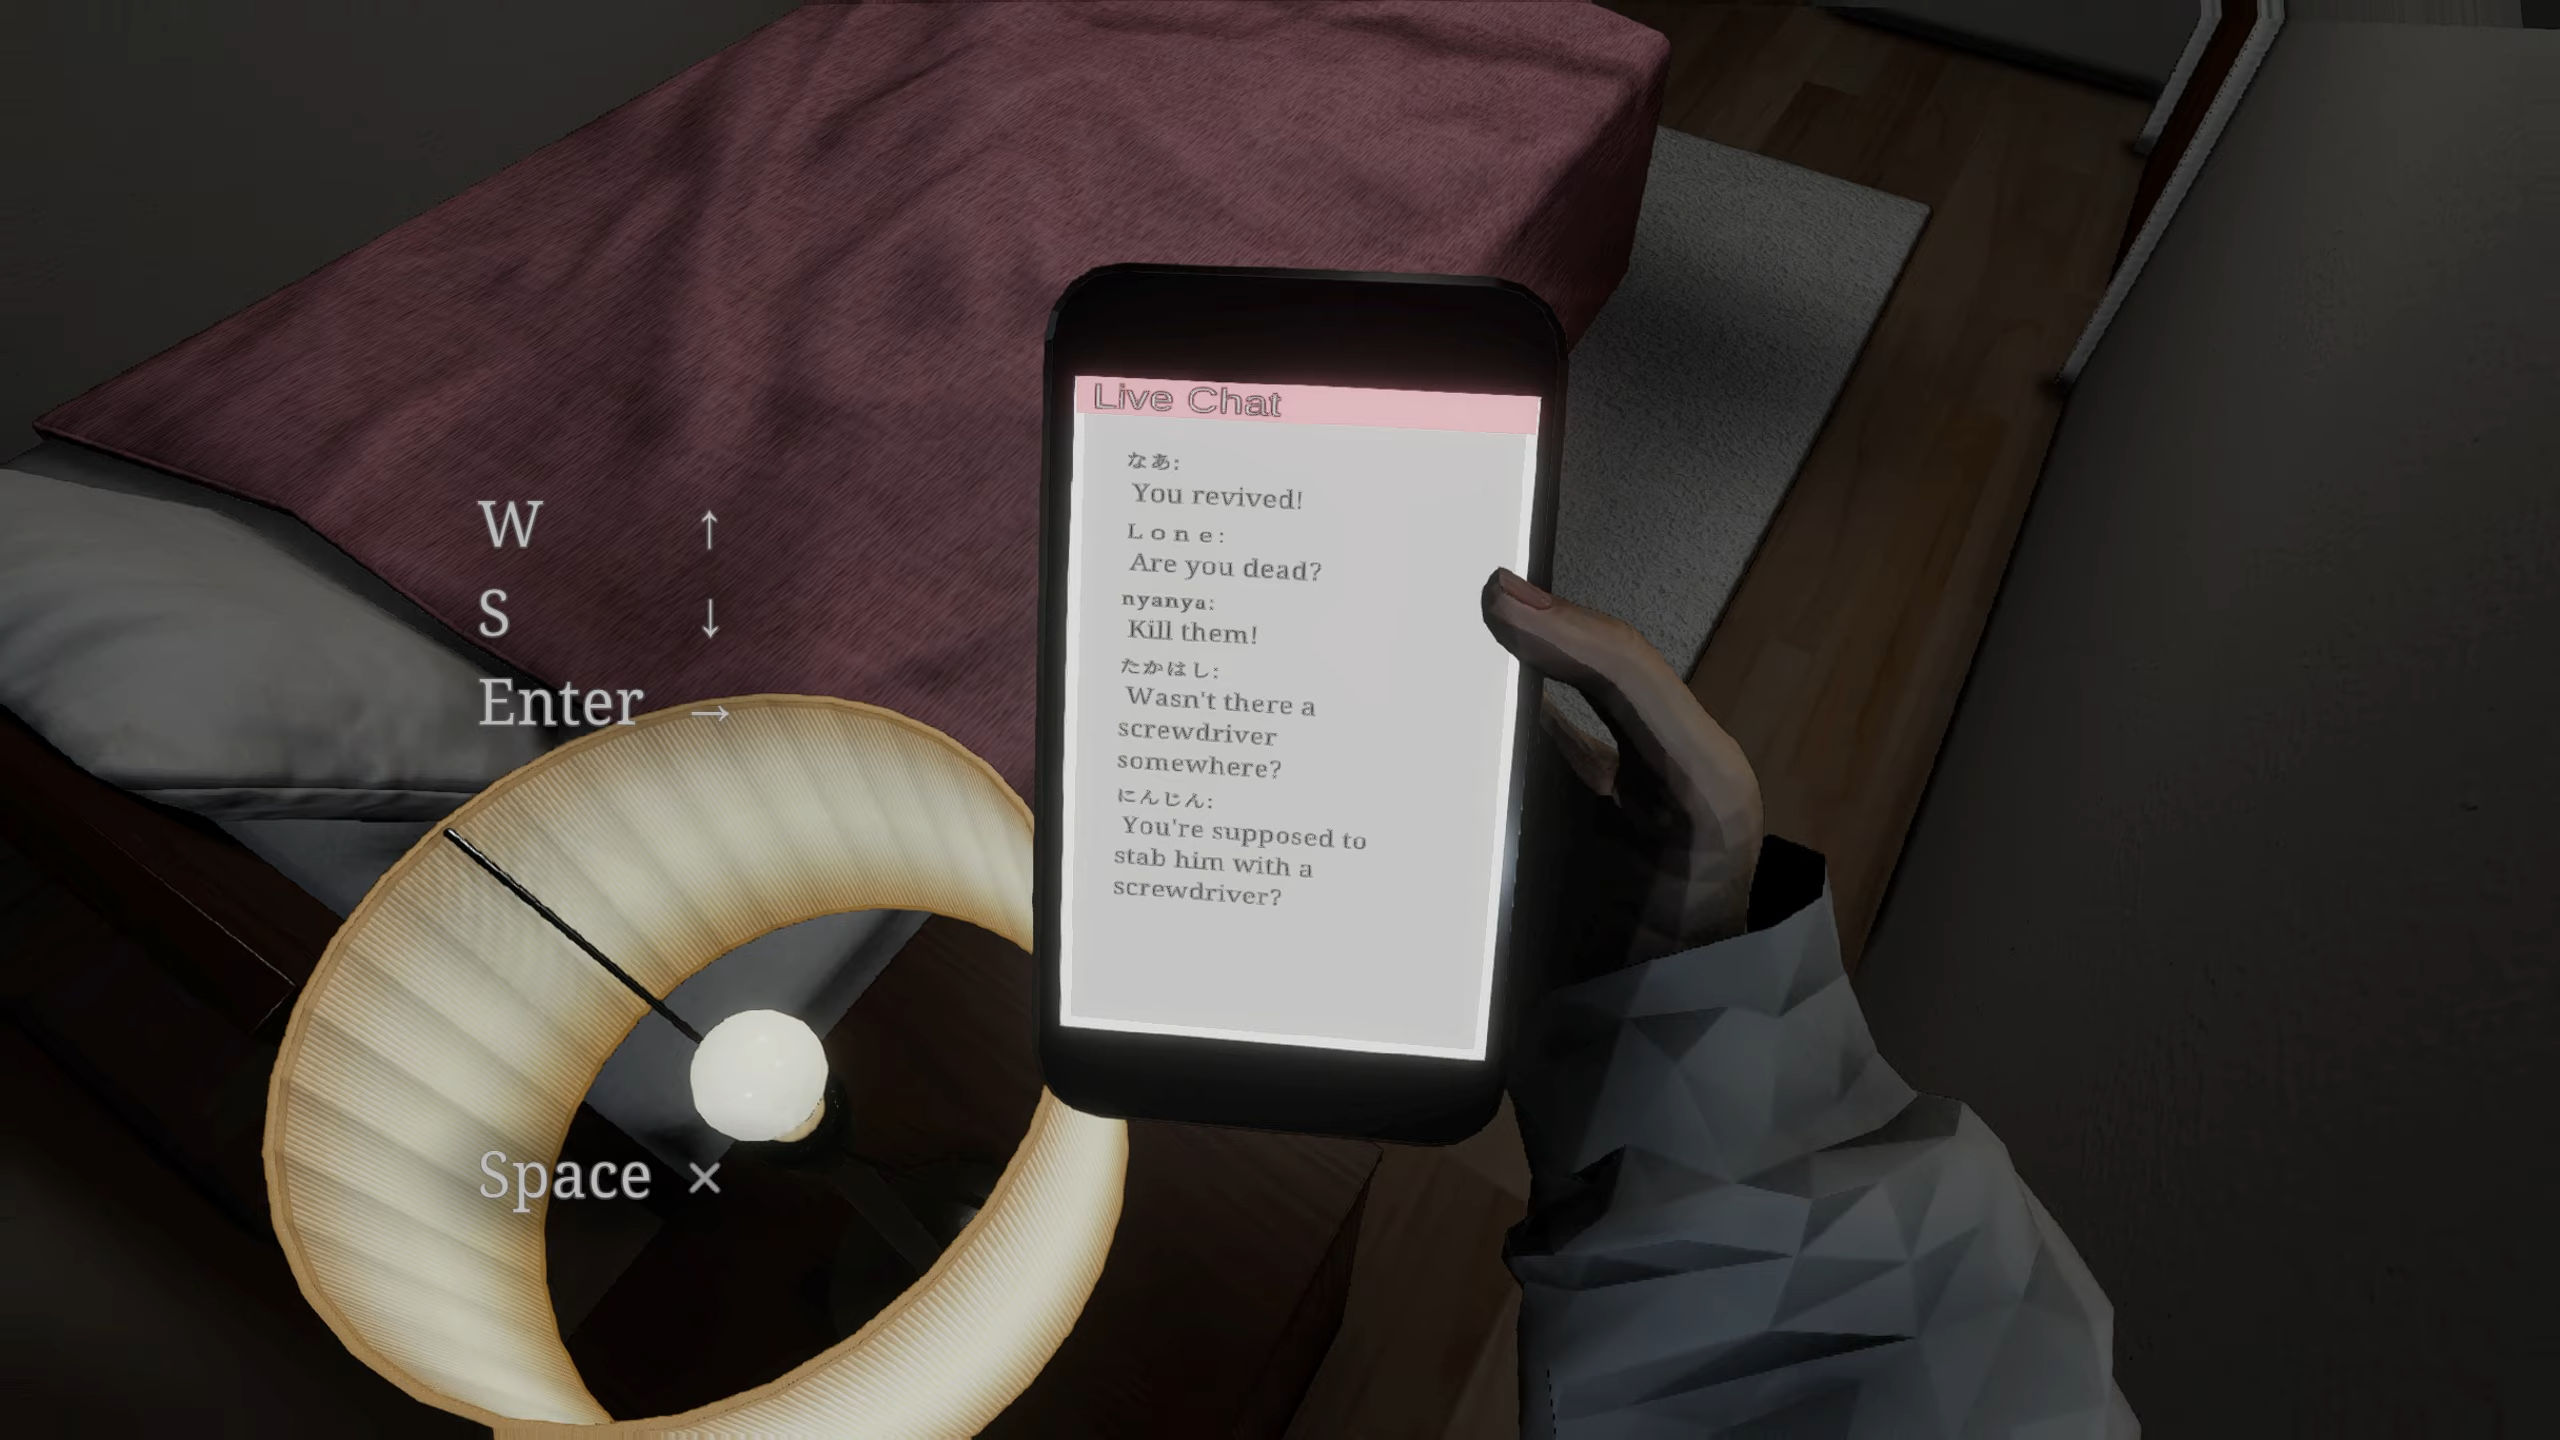 W ↑
S ↓
Enter →
Space ×
Live Chat
なあ:
You revived!
Lone:
Are you dead?
nyanya:
Kill them!
たかはし:
Wasn't there a
screwdriver
somewhere?
にんじん:
You're supposed to
stab him with a
screwdriver?